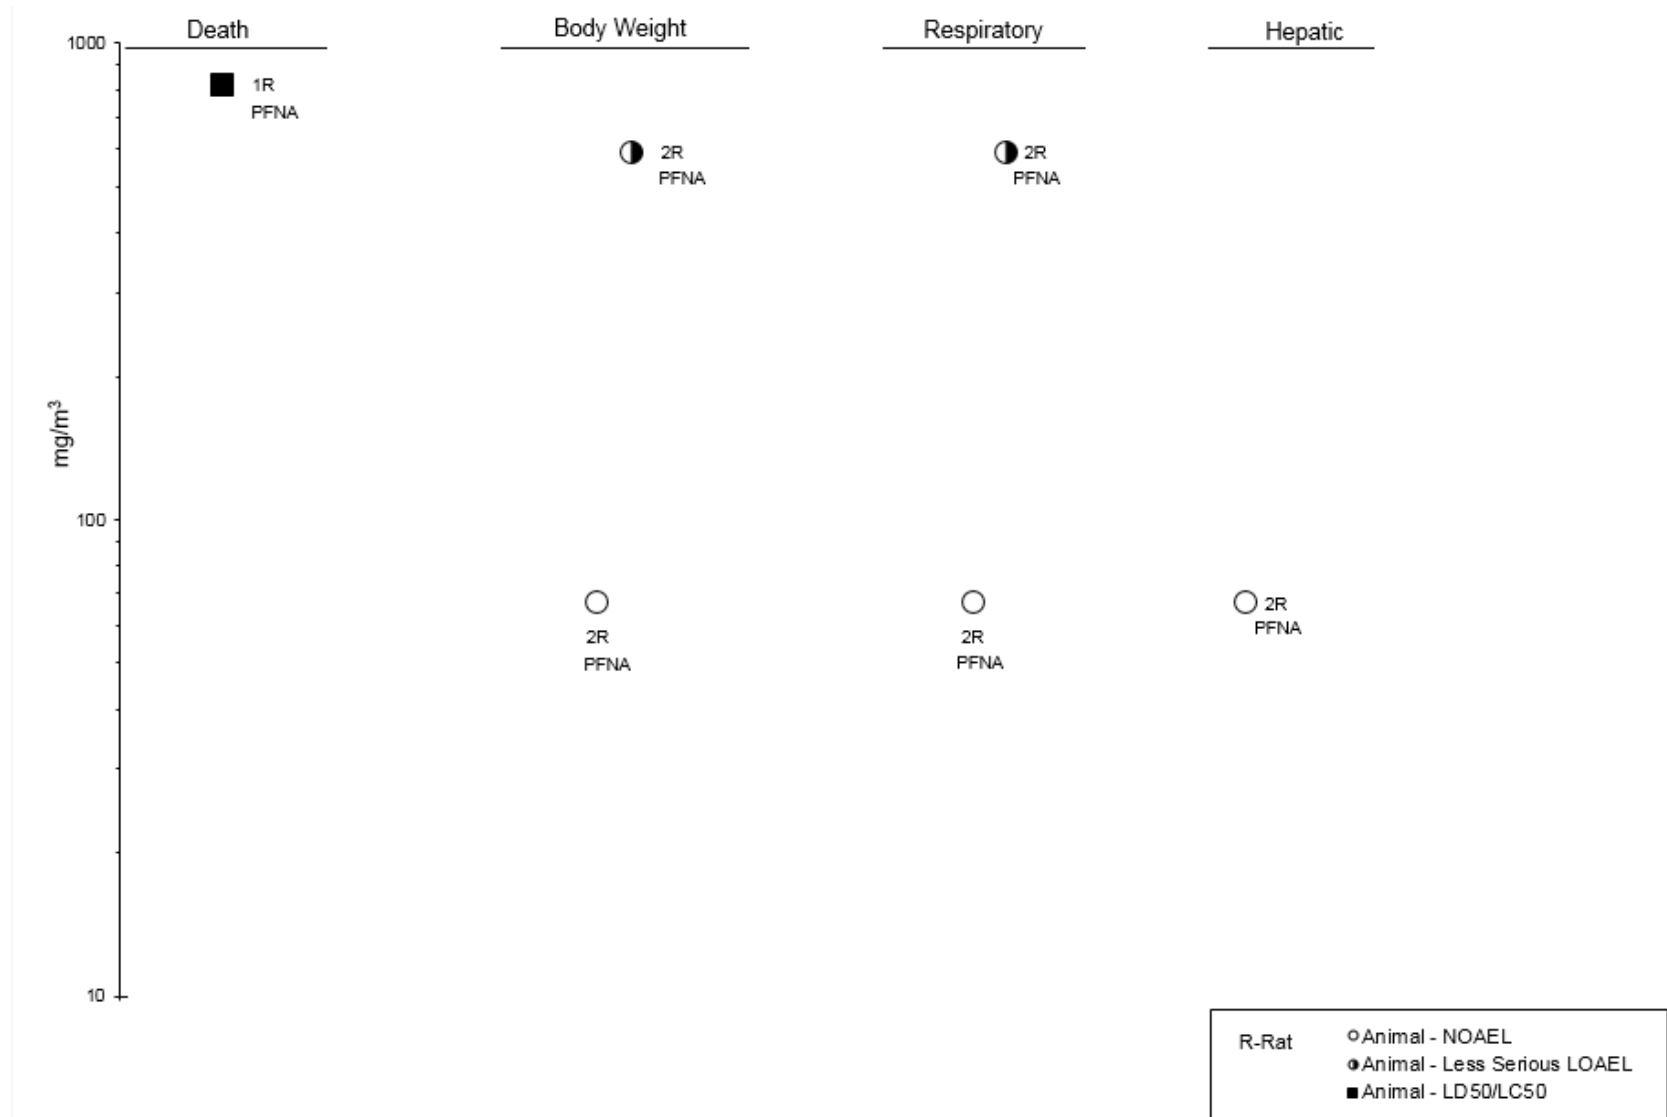 Death
Body Weight
Respiratory
Hepatic
1000
1R
PFNA
2R
PFNA
2R
PFNA
mg/m³
100
2R
PFNA
2R
PFNA
2R
PFNA
10
R-Rat
Animal - NOAEL
Animal - Less Serious LOAEL
Animal - LD50/LC50